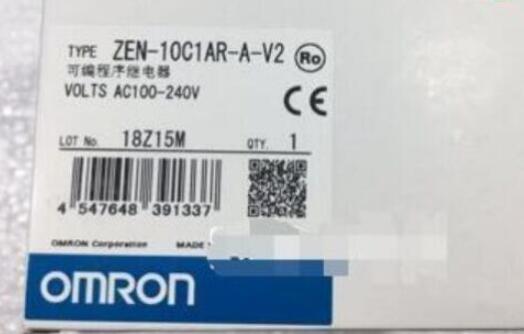 TYPE ZEN-10C1AR-A-V2 Ro
可编程序继电器
VOLTS AC100-240V
CE
LOT No. 18Z15M QTY. 1
4 547648 391337
OMRON Corporation MADE
OMRON